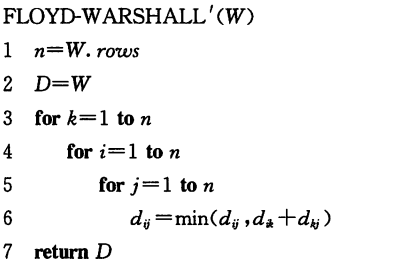 FLOYD-WARSHALL′(W)
1 n=W. rows
2 D=W
3 for k=1 to n
4 for i=1 to n
5 for j=1 to n
6 dᵢⱼ=min(dᵢⱼ,dᵢₖ+dₖⱼ)
7 return D